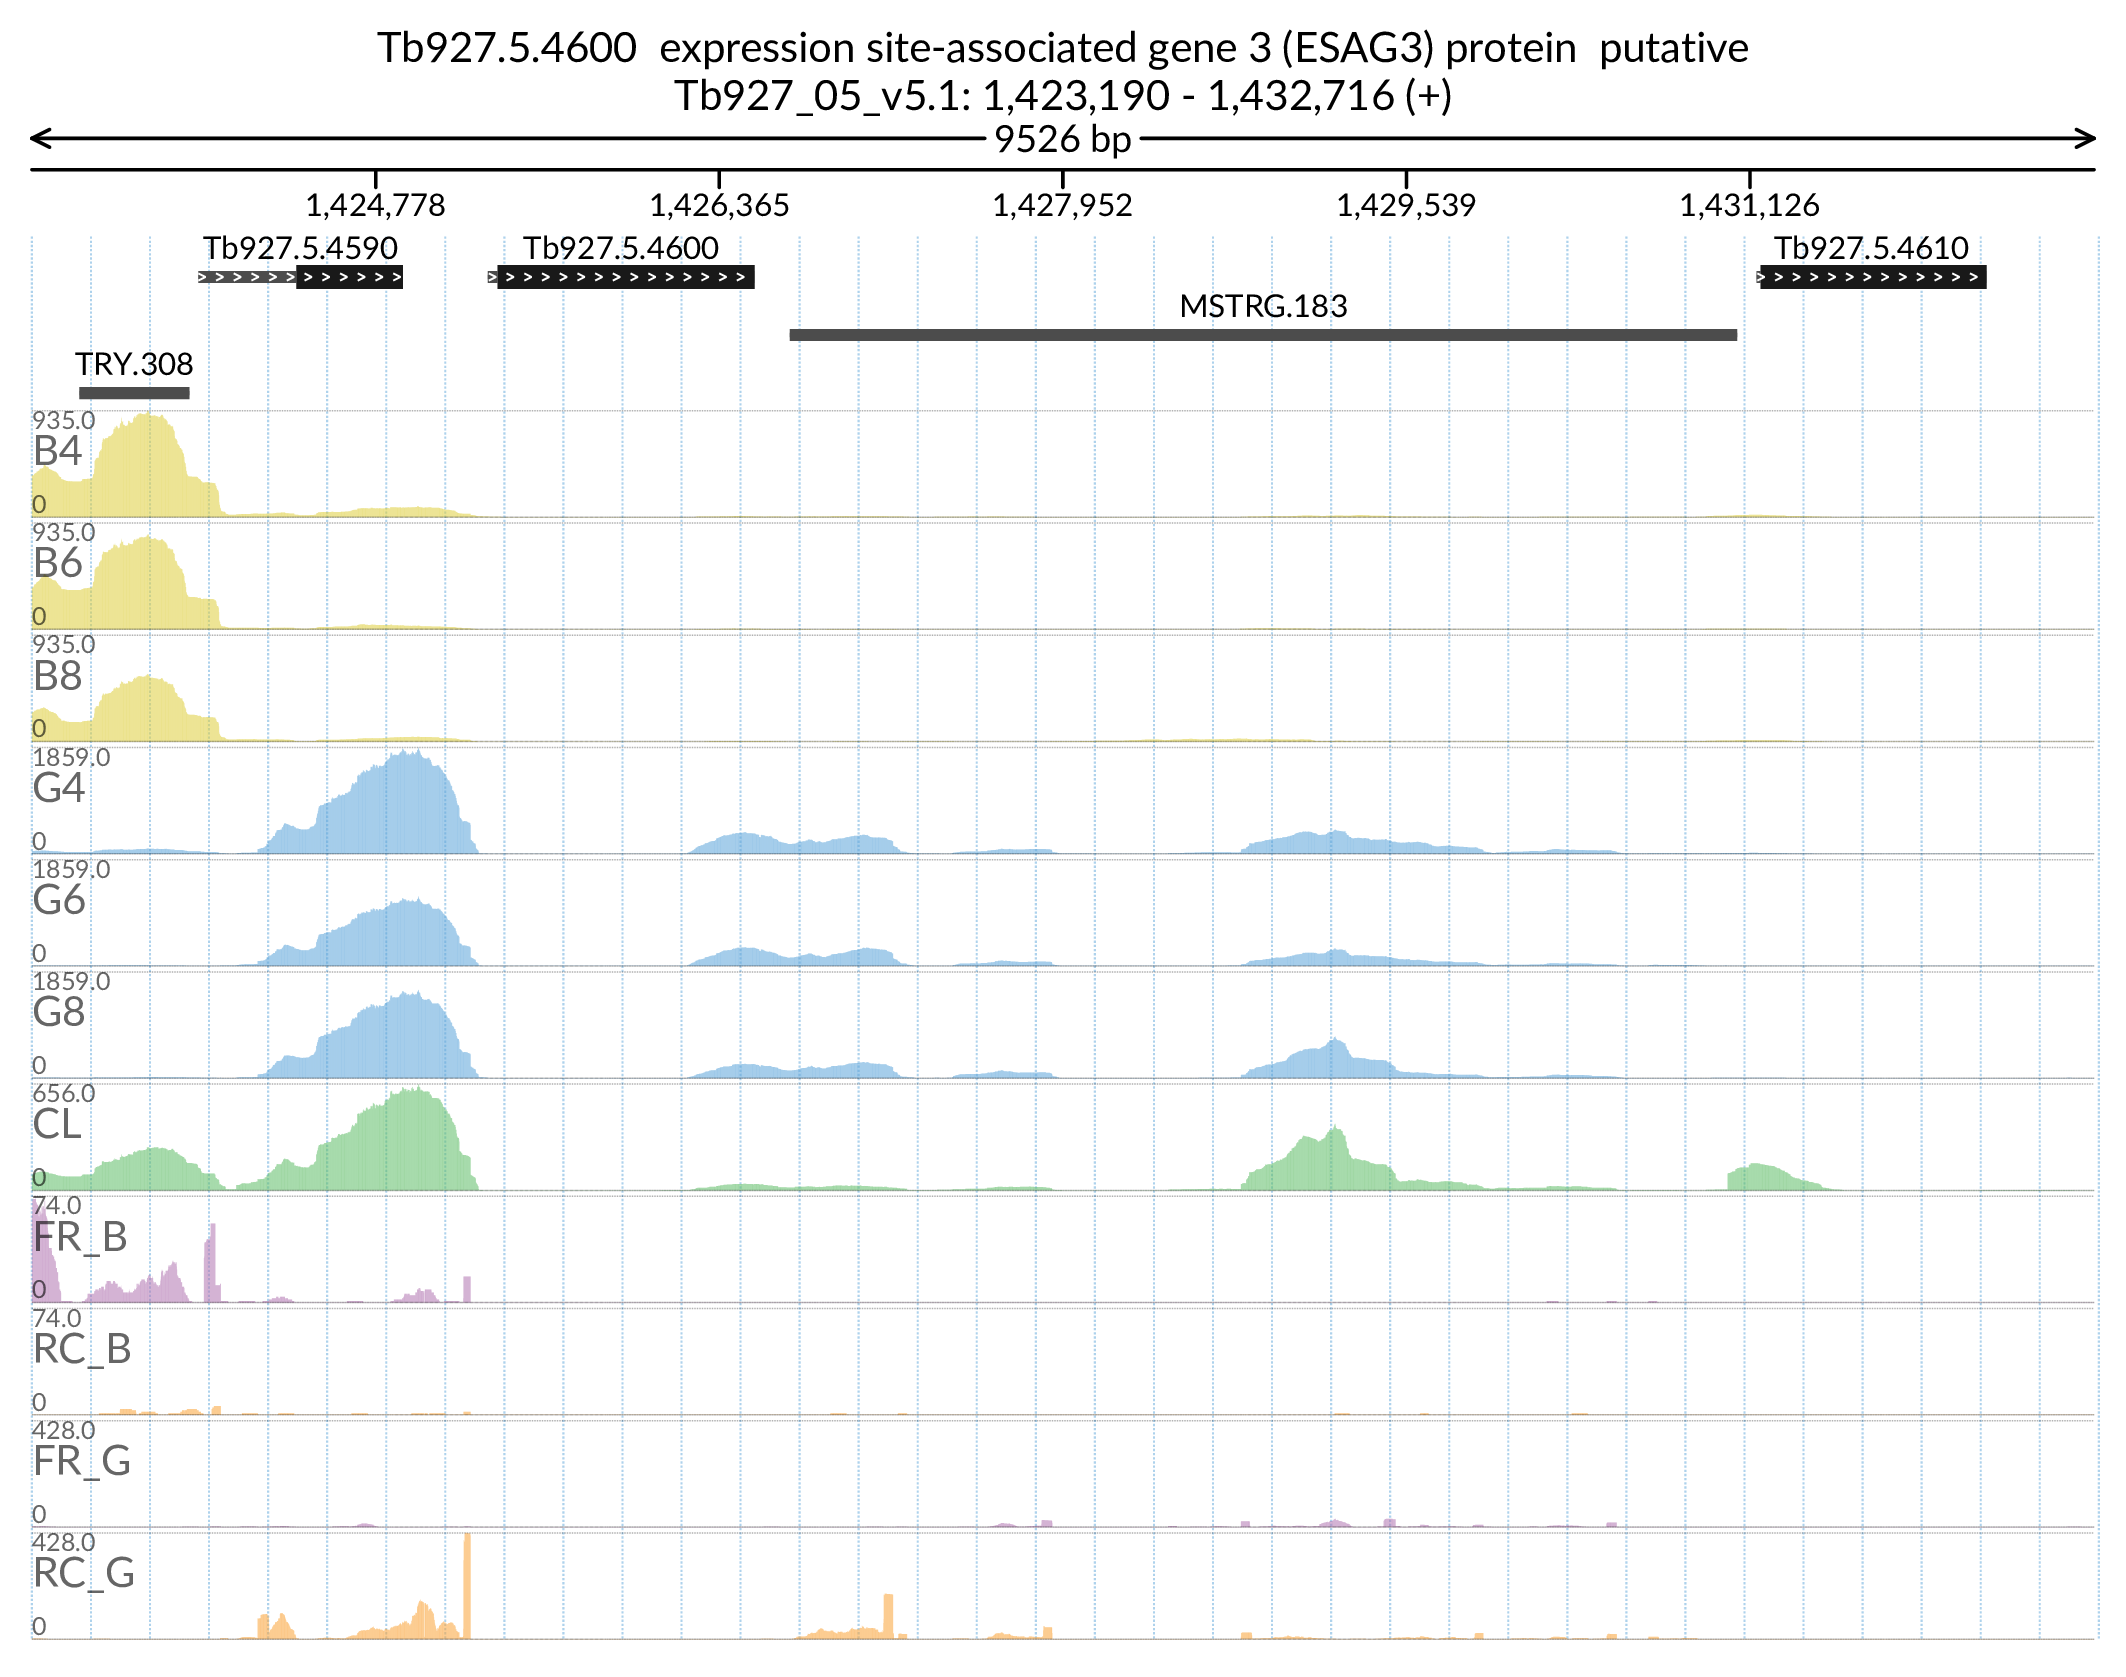 Tb927.5.4600  expression site-associated gene 3 (ESAG3) protein  putative
Tb927_05_v5.1: 1,423,190 - 1,432,716 (+)
9526 bp
1,424,778 1,426,365 1,427,952 1,429,539 1,431,126
Tb927.5.4590 Tb927.5.4600 Tb927.5.4610
MSTRG.183
TRY.308
935.0
B4
0
935.0
B6
0
935.0
B8
0
1859.0
G4
0
1859.0
G6
0
1859.0
G8
0
656.0
CL
0
74.0
FR_B
0
74.0
RC_B
0
428.0
FR_G
0
428.0
RC_G
0